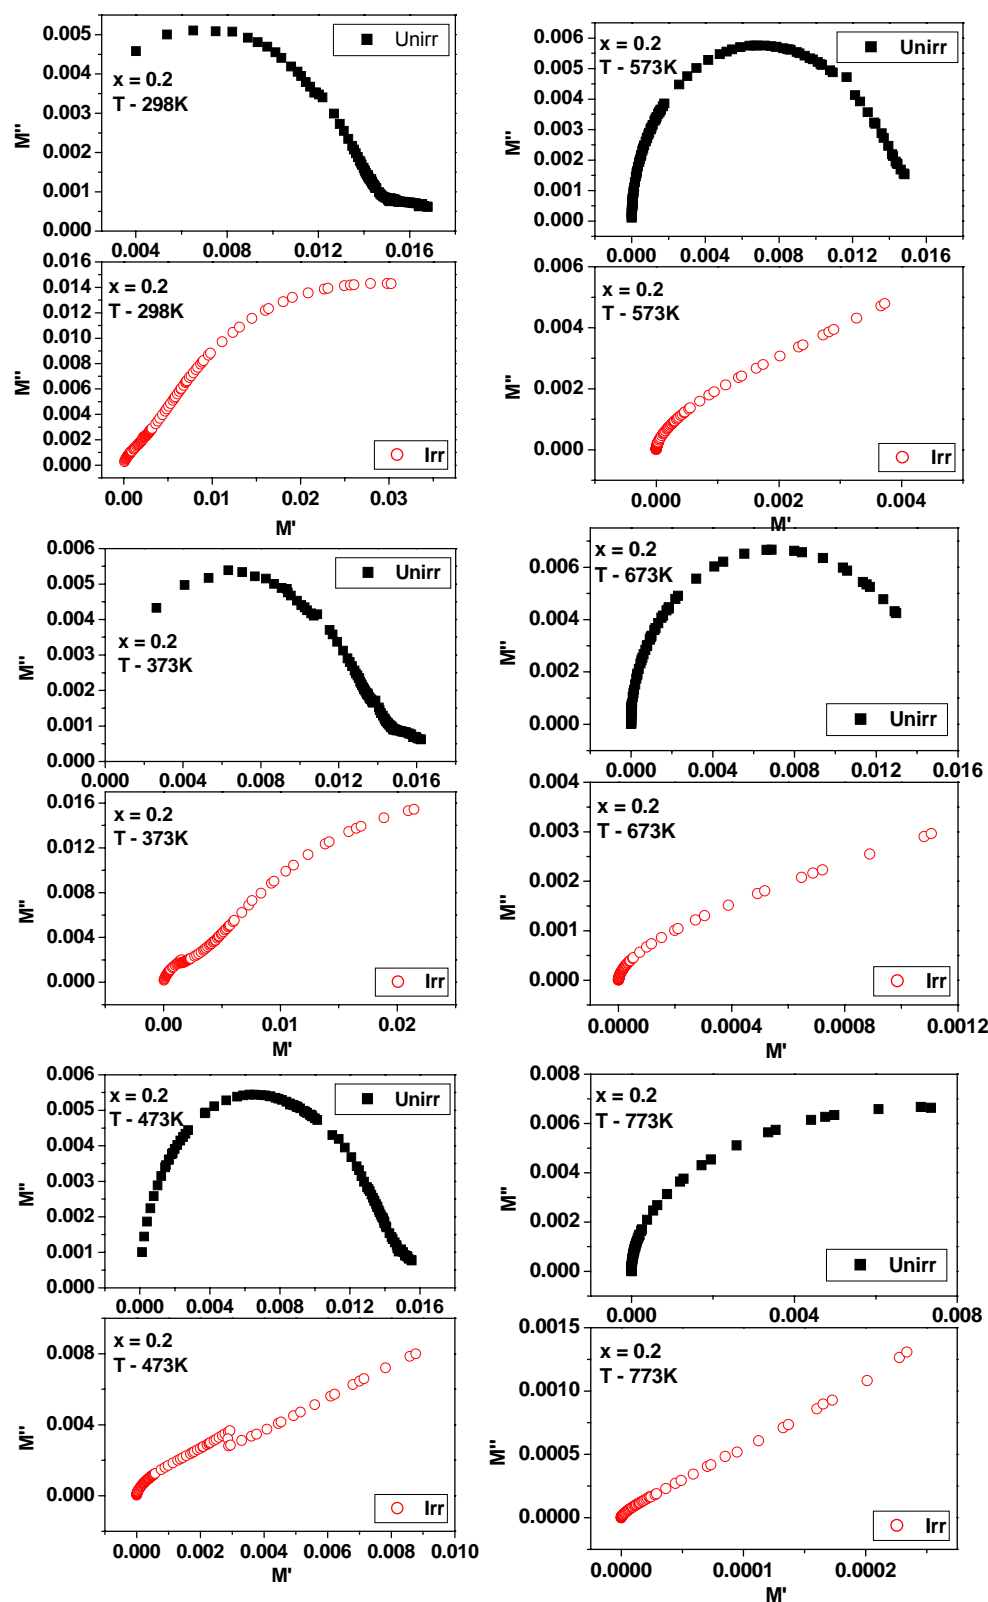 0.005
0.004
0.003
0.002
0.001
0.000
M''
Unirr
x = 0.2
T - 298K
0.004 0.008 0.012 0.016
0.016
0.014
0.012
0.010
0.008
0.006
0.004
0.002
0.000
M''
x = 0.2
T - 298K
Irr
0.00 0.01 0.02 0.03
M'
0.006
0.005
0.004
0.003
0.002
0.001
0.000
M''
Unirr
x = 0.2
T - 573K
0.000 0.004 0.008 0.012 0.016
0.006
0.004
0.002
0.000
M''
x = 0.2
T - 573K
Irr
0.000 0.002 0.004
M'
0.006
0.005
0.004
0.003
0.002
0.001
0.000
M''
Unirr
x = 0.2
T - 373K
0.000 0.004 0.008 0.012 0.016
0.016
0.012
0.008
0.004
0.000
M''
x = 0.2
T - 373K
Irr
0.00 0.01 0.02
M'
0.006
0.004
0.002
0.000
M''
x = 0.2
T - 673K
Unirr
0.000 0.004 0.008 0.012 0.016
0.004
0.003
0.002
0.001
0.000
M''
x = 0.2
T - 673K
Irr
0.0000 0.0004 0.0008 0.0012
M'
0.006
0.005
0.004
0.003
0.002
0.001
0.000
M''
x = 0.2
T - 473K
Unirr
0.000 0.004 0.008 0.012 0.016
0.008
0.004
0.000
M''
x = 0.2
T - 473K
Irr
0.000 0.002 0.004 0.006 0.008 0.010
M'
0.008
0.006
0.004
0.002
0.000
M''
x = 0.2
T - 773K
Unirr
0.000 0.004 0.008
0.0015
0.0010
0.0005
0.0000
M''
x = 0.2
T - 773K
Irr
0.0000 0.0001 0.0002
M'